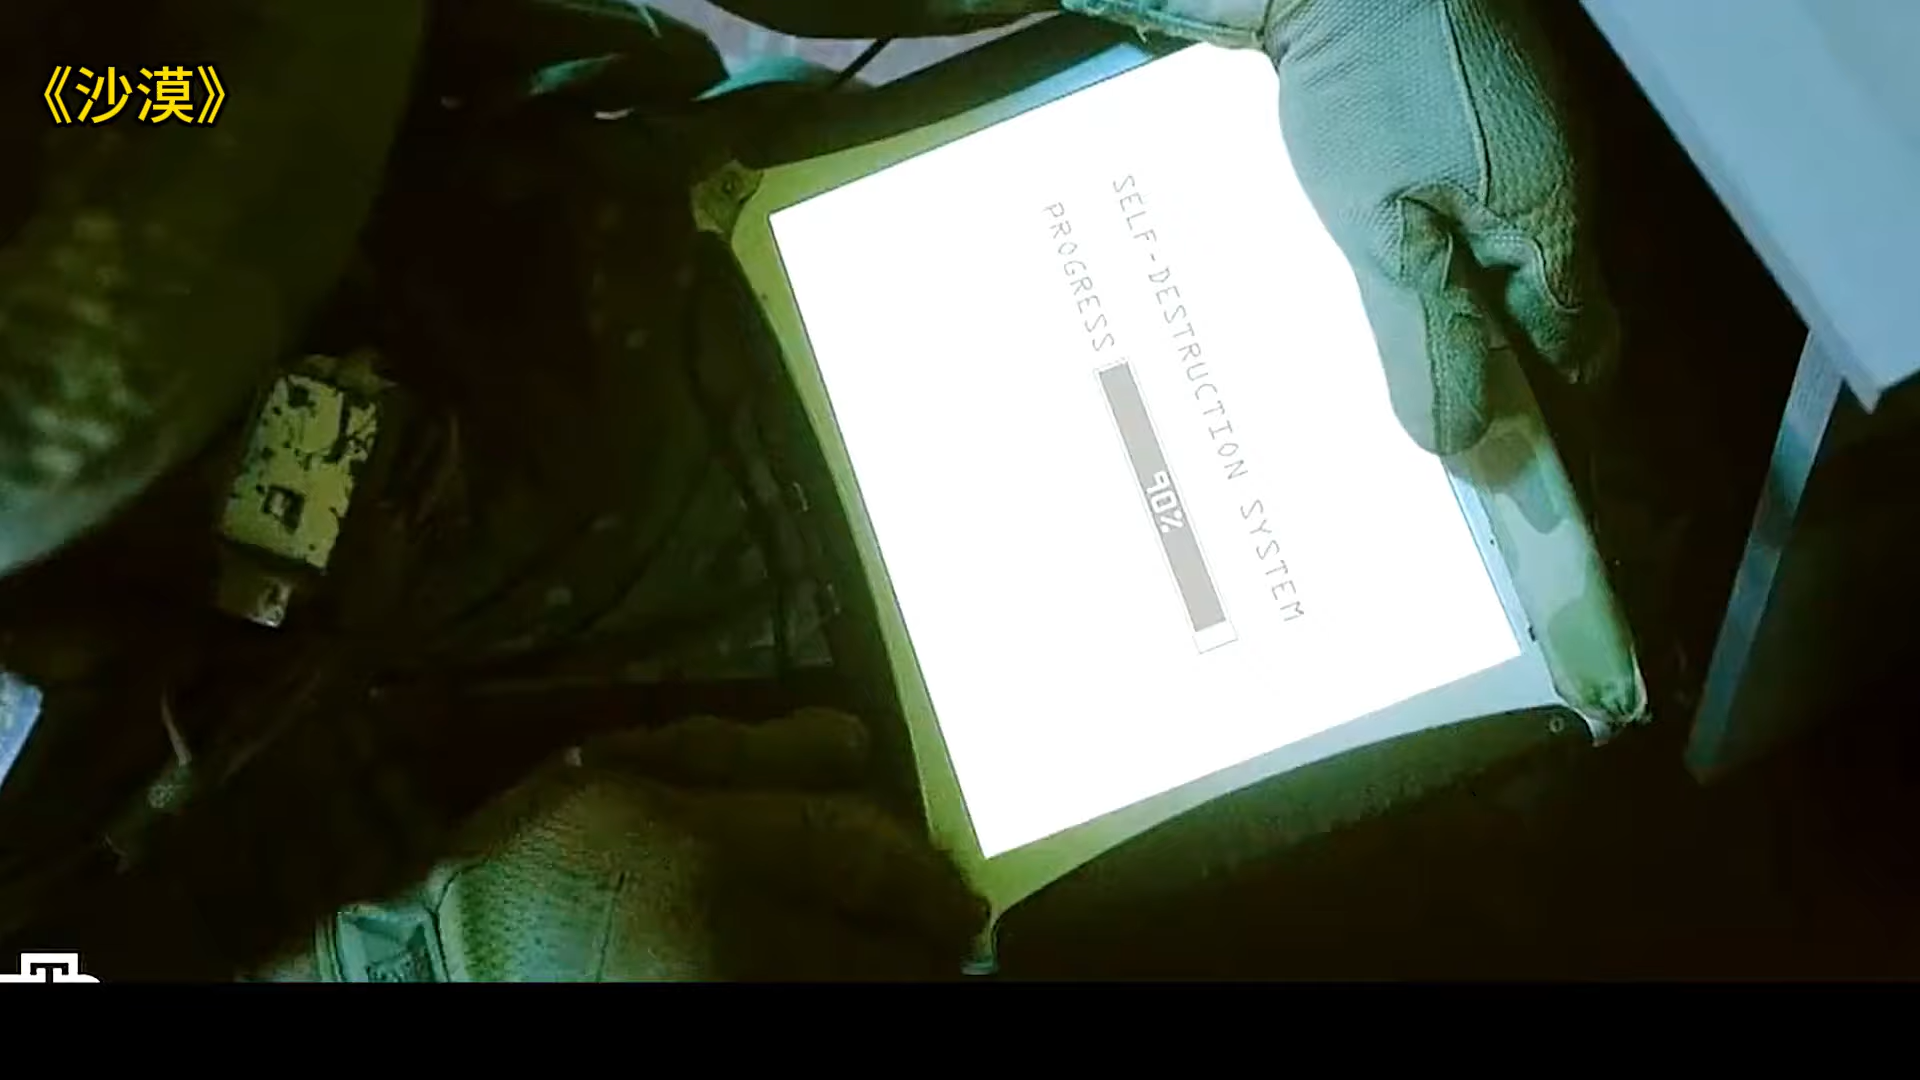 《沙漠》
SELF-DESTRUCTION SYSTEM
PROGRESS 90%